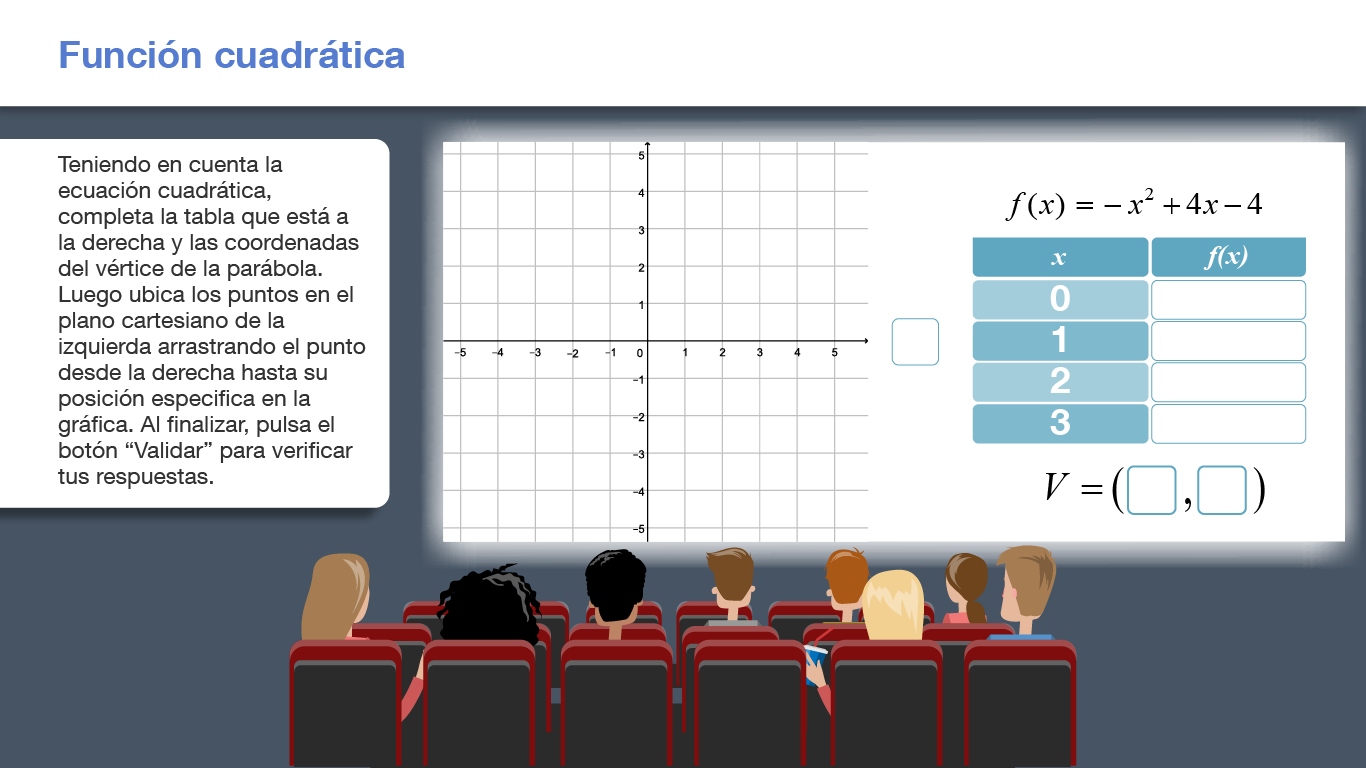 Función cuadrática
Teniendo en cuenta la
ecuación cuadrática,
completa la tabla que está a
la derecha y las coordenadas
del vértice de la parábola.
Luego ubica los puntos en el
plano cartesiano de la
izquierda arrastrando el punto
desde la derecha hasta su
posición especifica en la
gráfica. Al finalizar, pulsa el
botón “Validar” para verificar
tus respuestas.
5
4
3
2
1
−5 −4 −3 −2 −1 0 1 2 3 4 5
−1
−2
−3
−4
−5
f(x) = −x² + 4x − 4
x f(x)
0
1
2
3
V = ( , )